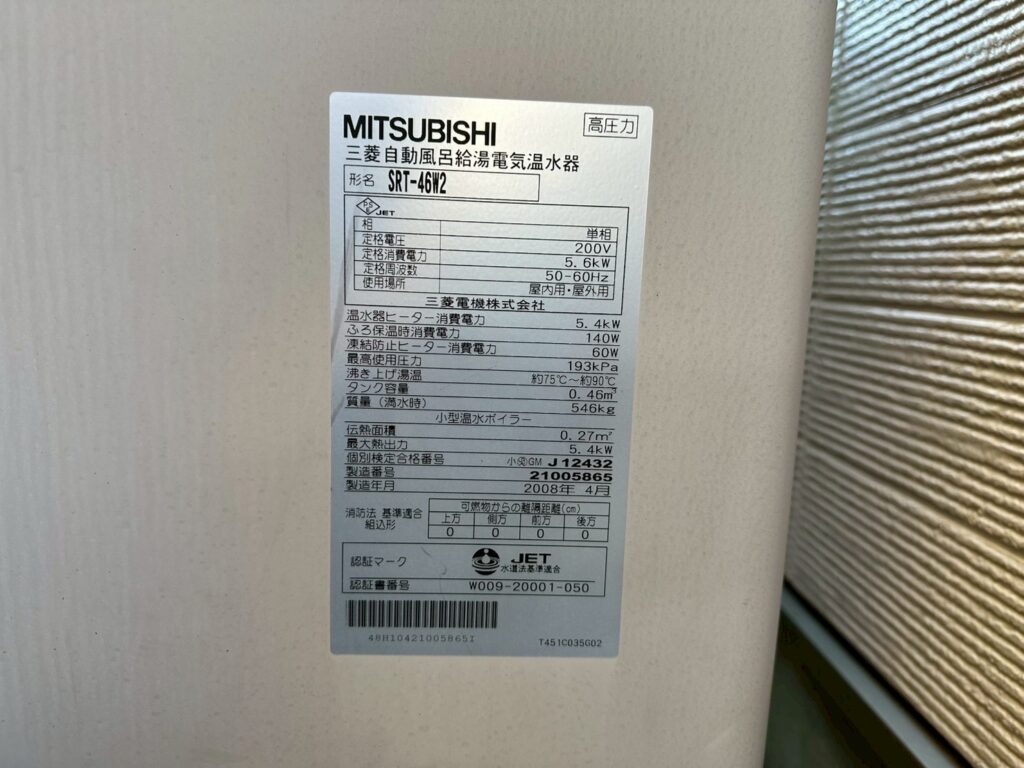 MITSUBISHI 高圧力
三菱自動風呂給湯電気温水器
形名 SRT-46W2
PS E JET
相 単相
定格電圧 200V
定格消費電力 5.6kW
定格周波数 50-60Hz
使用場所 屋内用・屋外用
三菱電機株式会社
温水器ヒーター消費電力 5.4kW
ふろ保温時消費電力 140W
凍結防止ヒーター消費電力 60W
最高使用圧力 193kPa
沸き上げ湯温 約75℃～約90℃
タンク容量 0.46m³
質量（満水時） 546kg
小型温水ボイラー
伝熱面積 0.27m²
最大熱出力 5.4kW
個別検定合格番号 小 GM J12432
製造番号 21005865
製造年月 2008年 4月
消防法 基準適合 組込形
可燃物からの離隔距離(cm)
上方 側方 前方 後方
0 0 0 0
認証マーク JET 水道法基準適合
認証書番号 W009-20001-050
48H104210058651 T451C035G02